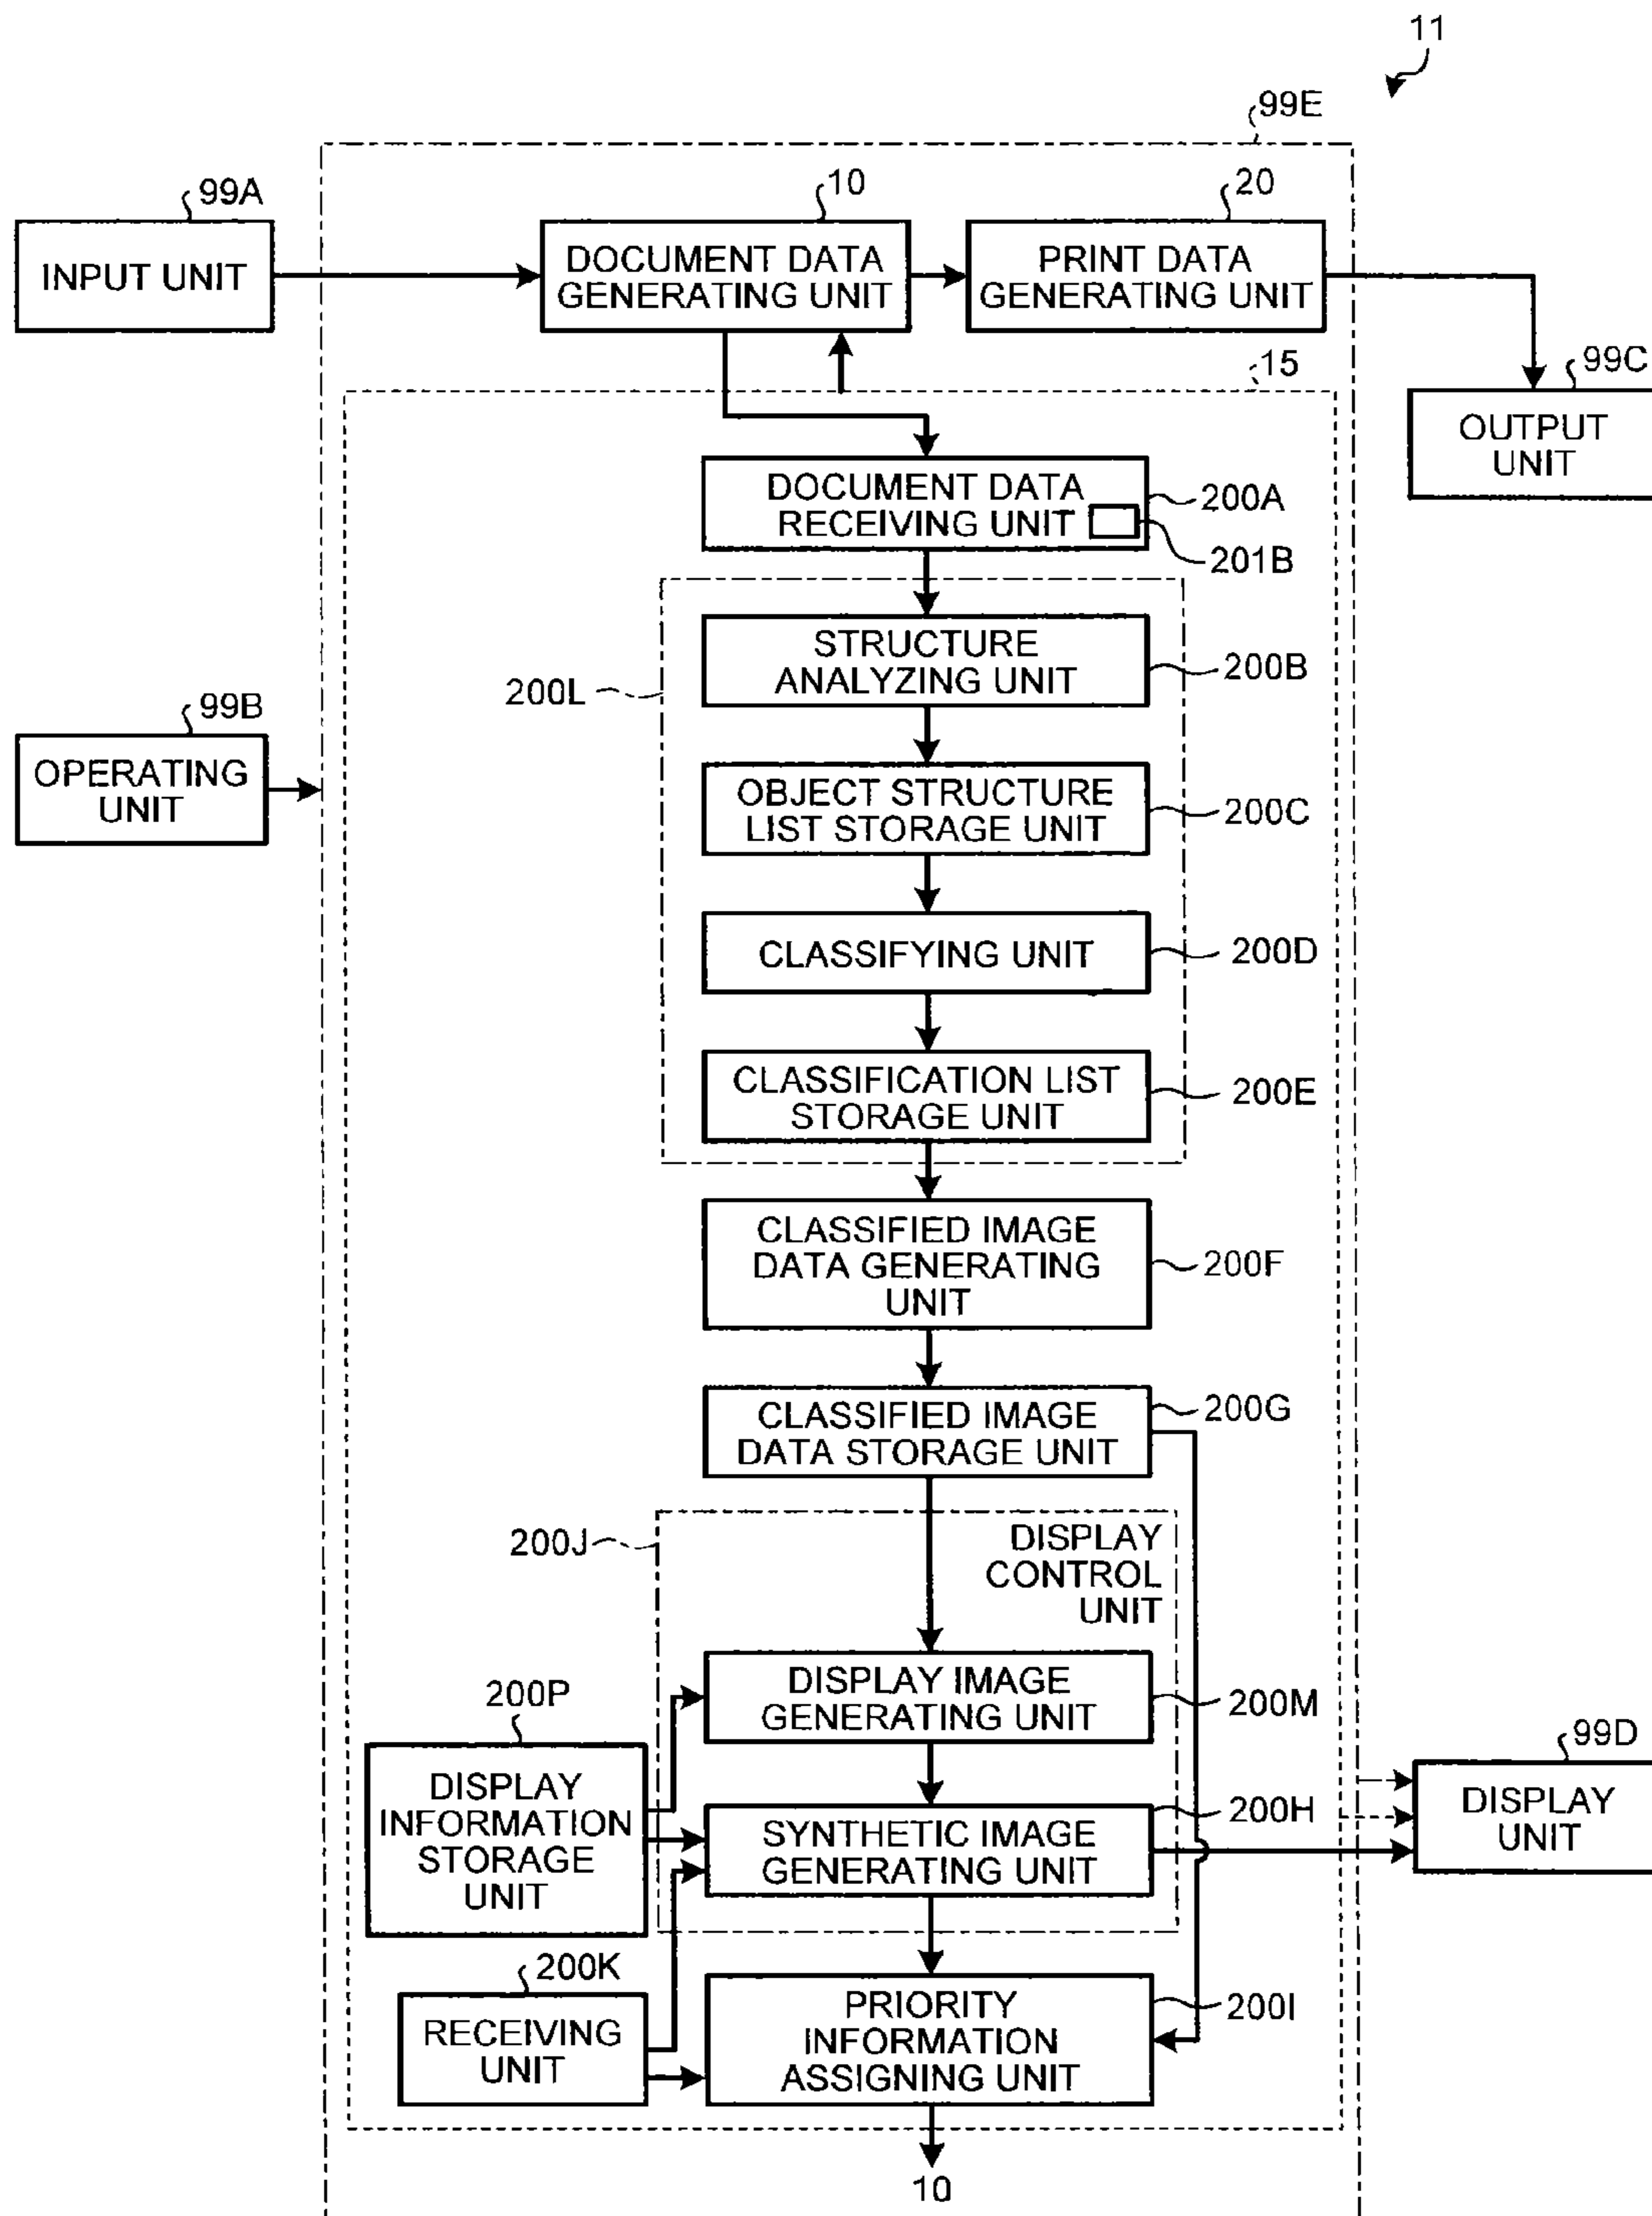 11
99E
99A
10
20
INPUT UNIT
DOCUMENT DATA
GENERATING UNIT
PRINT DATA
GENERATING UNIT
15
99C
OUTPUT
UNIT
DOCUMENT DATA
RECEIVING UNIT
200A
201B
STRUCTURE
ANALYZING UNIT
200B
200L
99B
OPERATING
UNIT
OBJECT STRUCTURE
LIST STORAGE UNIT
200C
CLASSIFYING UNIT
200D
CLASSIFICATION LIST
STORAGE UNIT
200E
CLASSIFIED IMAGE
DATA GENERATING
UNIT
200F
CLASSIFIED IMAGE
DATA STORAGE UNIT
200G
200J
DISPLAY
CONTROL
UNIT
DISPLAY IMAGE
GENERATING UNIT
200M
200P
DISPLAY
INFORMATION
STORAGE
UNIT
99D
DISPLAY
UNIT
SYNTHETIC IMAGE
GENERATING UNIT
200H
200K
RECEIVING
UNIT
PRIORITY
INFORMATION
ASSIGNING UNIT
200I
10